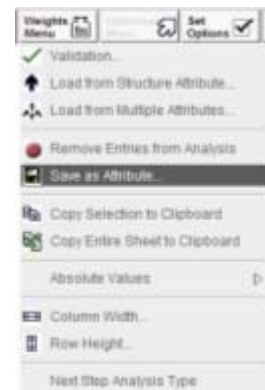 Weights Menu
Set Options
Validation...
Load from Structure Attribute...
Load from Multiple Attributes...
Remove Entries from Analysis
Save as Attribute...
Copy Selection to Clipboard
Copy Entire Sheet to Clipboard
Absolute Values
Column Width...
Row Height...
Next Step Analysis Type